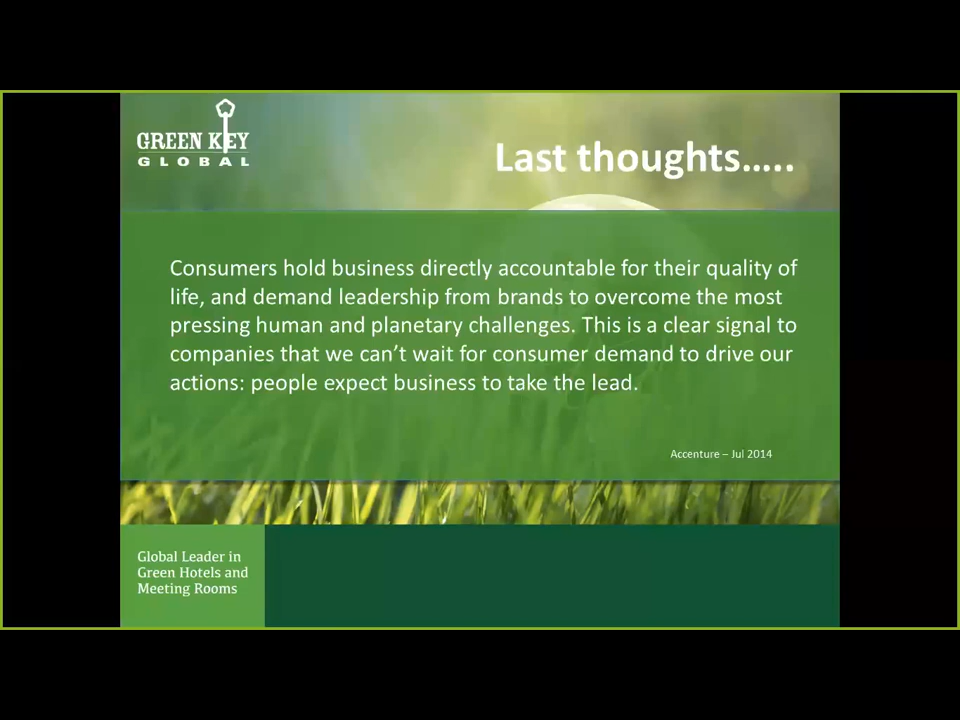 GREEN KEY
GLOBAL
Last thoughts.....
Consumers hold business directly accountable for their quality of
life, and demand leadership from brands to overcome the most
pressing human and planetary challenges. This is a clear signal to
companies that we can’t wait for consumer demand to drive our
actions: people expect business to take the lead.
Accenture – Jul 2014
Global Leader in
Green Hotels and
Meeting Rooms